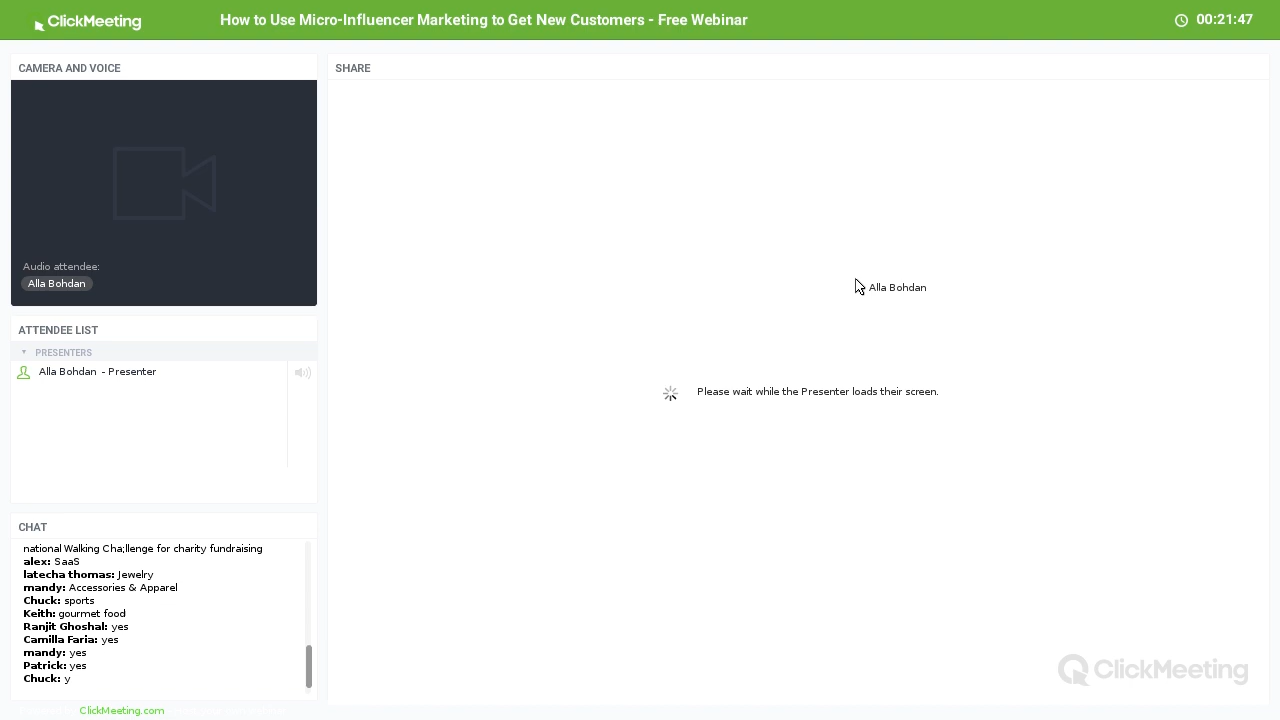 ClickMeeting
How to Use Micro-Influencer Marketing to Get New Customers - Free Webinar
00:21:47
CAMERA AND VOICE
Audio attendee:
Alla Bohdan
ATTENDEE LIST
PRESENTERS
Alla Bohdan - Presenter
CHAT
national Walking Cha;llenge for charity fundraising
alex: SaaS
latecha thomas: Jewelry
mandy: Accessories & Apparel
Chuck: sports
Keith: gourmet food
Ranjit Ghoshal: yes
Camilla Faria: yes
mandy: yes
Patrick: yes
Chuck: y
ClickMeeting.com
SHARE
Alla Bohdan
Please wait while the Presenter loads their screen.
ClickMeeting